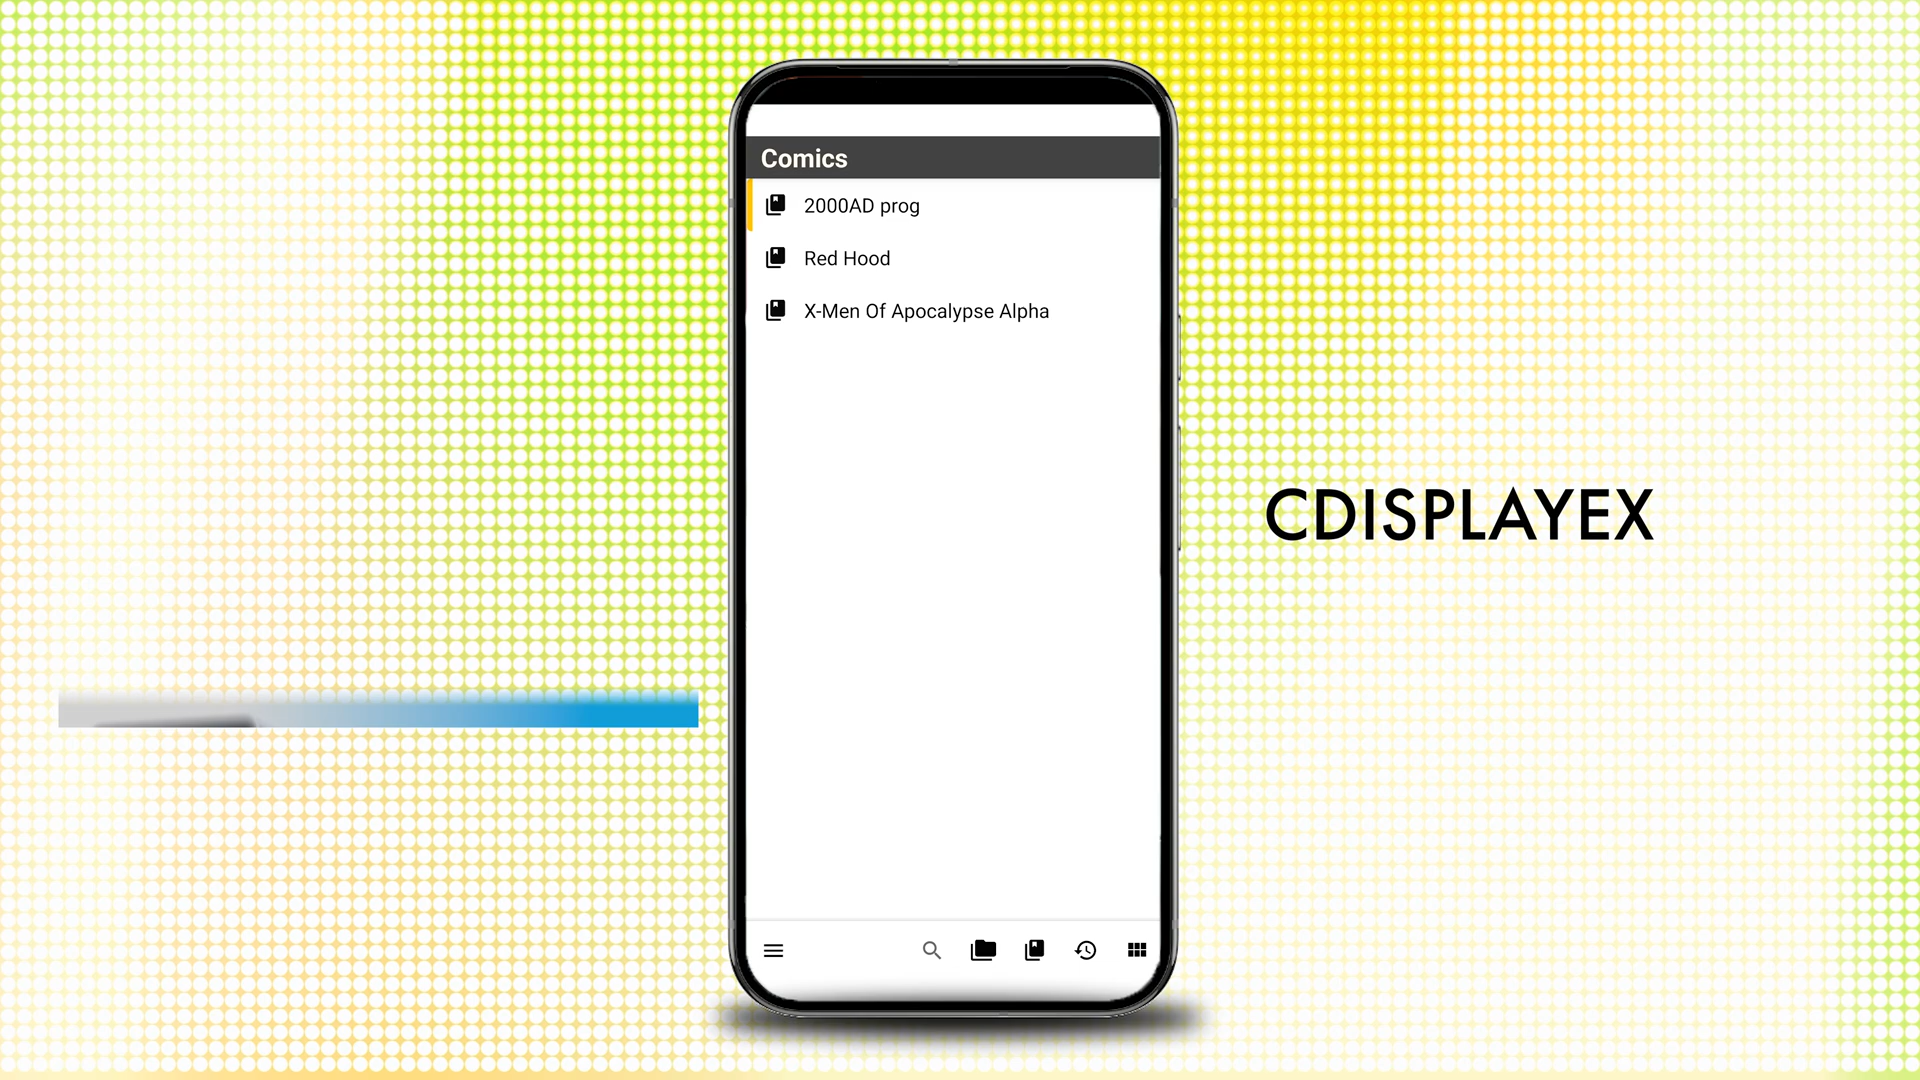 Comics
2000AD prog
Red Hood
X-Men Of Apocalypse Alpha
CDISPLAYEX